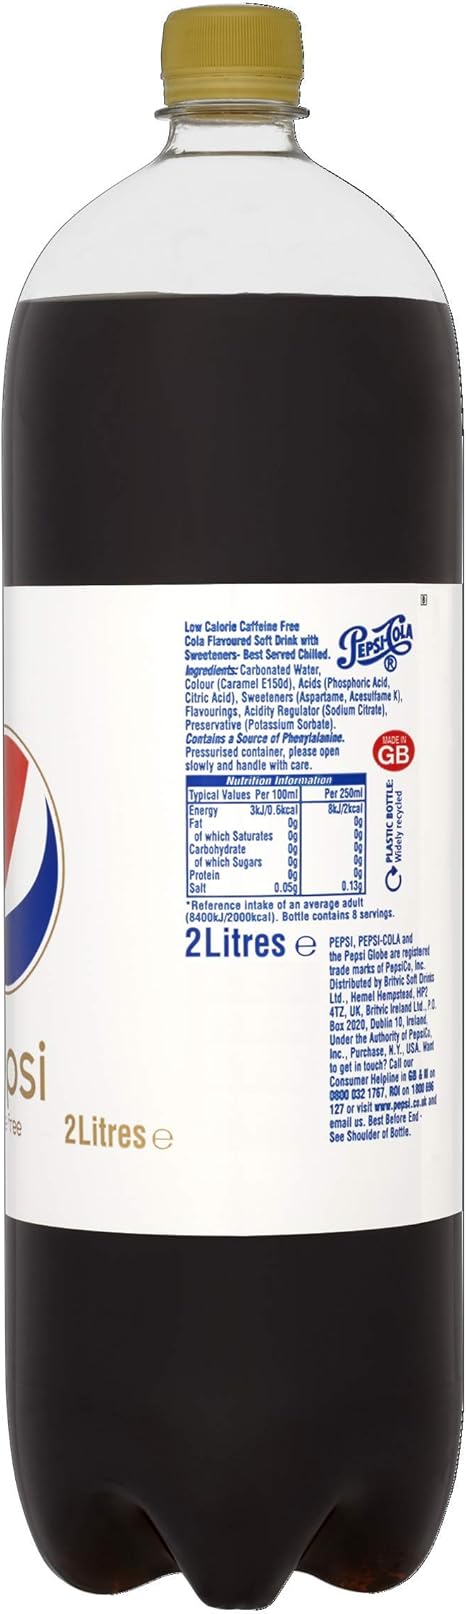 Low Calorie Caffeine Free
Cola Flavoured Soft Drink with
Sweeteners- Best Served Chilled.
PEPSI-COLA
®
Ingredients: Carbonated Water,
Colour (Caramel E150d), Acids (Phosphoric Acid,
Citric Acid), Sweeteners (Aspartame, Acesulfame K),
Flavourings, Acidity Regulator (Sodium Citrate),
Preservative (Potassium Sorbate).
Contains a Source of Phenylalanine.
Pressurised container, please open
slowly and handle with care.
MADE IN
GB
PLASTIC BOTTLE:
Widely recycled
Nutrition Information
Typical Values Per 100ml Per 250ml
Energy 3kJ/0.6kcal 8kJ/2kcal
Fat 0g 0g
of which Saturates 0g 0g
Carbohydrate 0g 0g
of which Sugars 0g 0g
Protein 0g 0g
Salt 0.05g 0.13g
*Reference intake of an average adult
(8400kJ/2000kcal). Bottle contains 8 servings.
2Litres e
PEPSI, PEPSI-COLA and
the Pepsi Globe are registered
trade marks of PepsiCo, Inc.
Distributed by Britvic Soft Drinks
Ltd., Hemel Hempstead, HP2
4TZ, UK, Britvic Ireland Ltd., P.O.
Box 2020, Dublin 10, Ireland.
Under the Authority of PepsiCo,
Inc., Purchase, N.Y., USA. Want
to get in touch? Call our
Consumer Helpline in GB & NI on
0800 032 1767, ROI on 1800 696
127 or visit www.pepsi.co.uk and
email us. Best Before End -
See Shoulder of Bottle.
psi
free
2Litres e